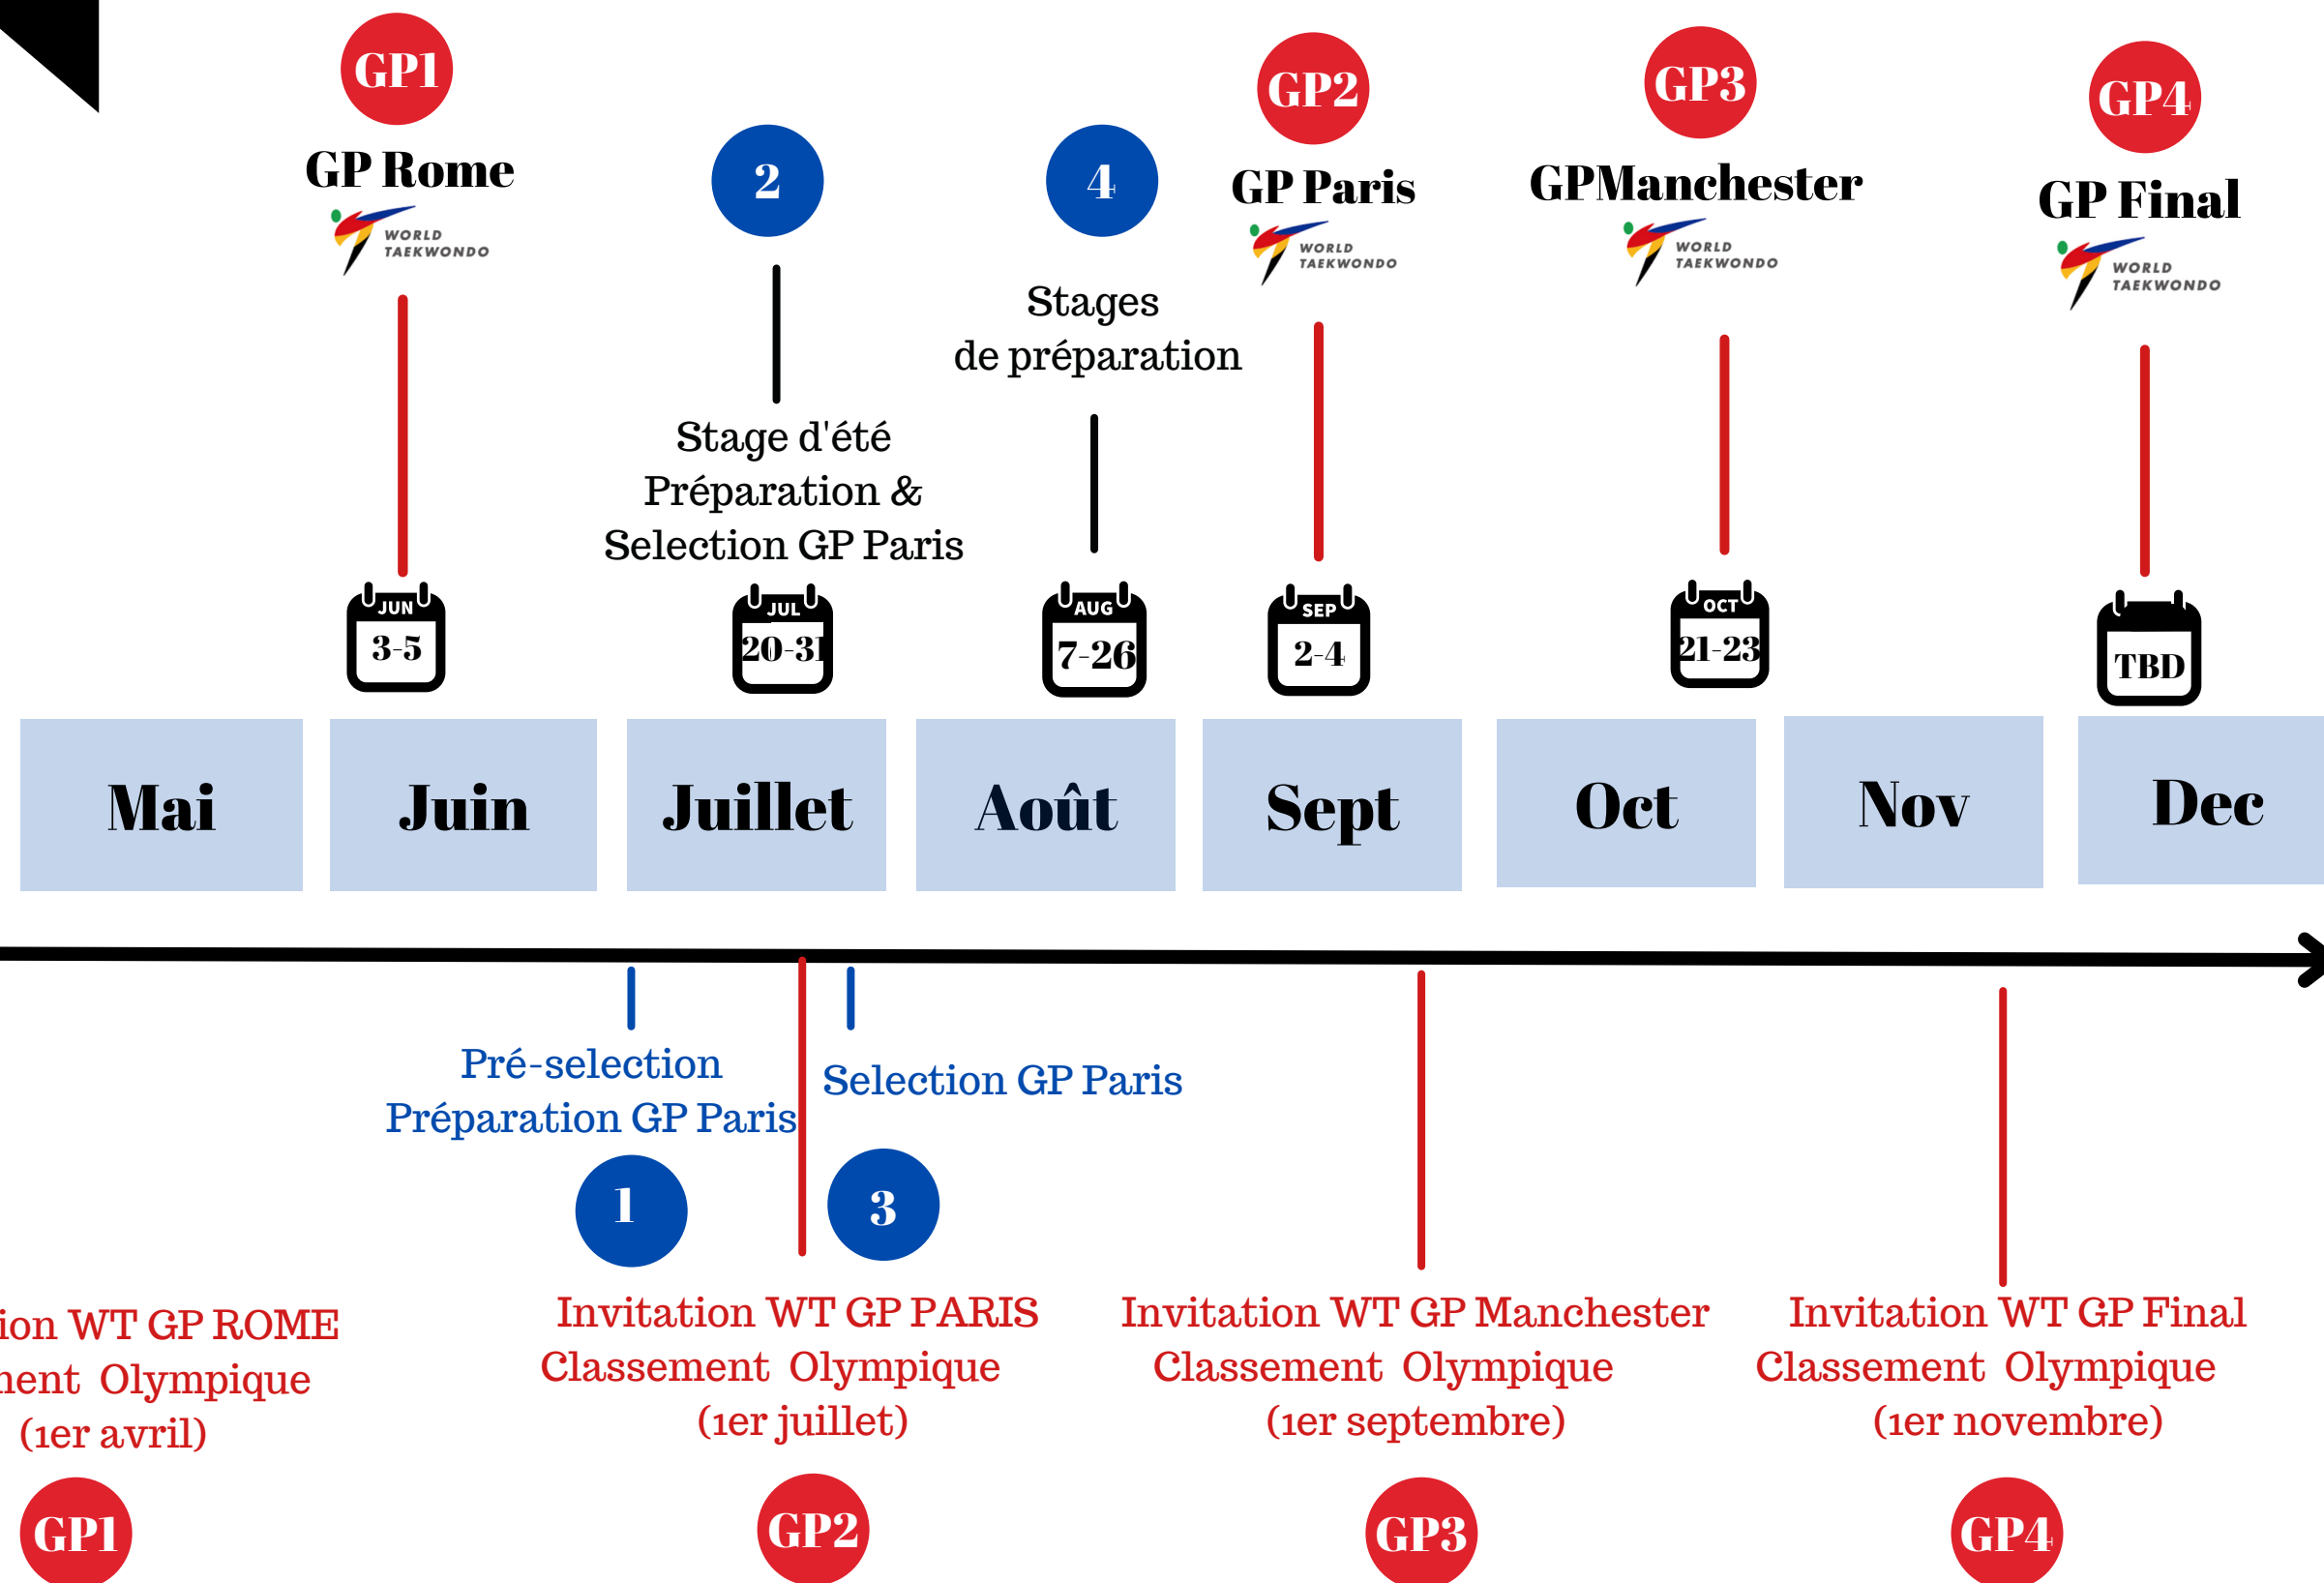 GP1
GP Rome
WORLD
TAEKWONDO
2
Stage d'été
Préparation &
Selection GP Paris
4
Stages
de préparation
GP2
GP Paris
WORLD
TAEKWONDO
GP3
GPManchester
WORLD
TAEKWONDO
GP4
GP Final
WORLD
TAEKWONDO
JUN
3-5
JUL
20-31
AUG
7-26
SEP
2-4
OCT
21-23
TBD
Mai
Juin
Juillet
Août
Sept
Oct
Nov
Dec
Pré-selection
Préparation GP Paris
1
Selection GP Paris
3
WT GP ROME
Olympique
(1er avril)
GP1
Invitation WT GP PARIS
Classement Olympique
(1er juillet)
GP2
Invitation WT GP Manchester
Classement Olympique
(1er septembre)
GP3
Invitation WT GP Final
Classement Olympique
(1er novembre)
GP4